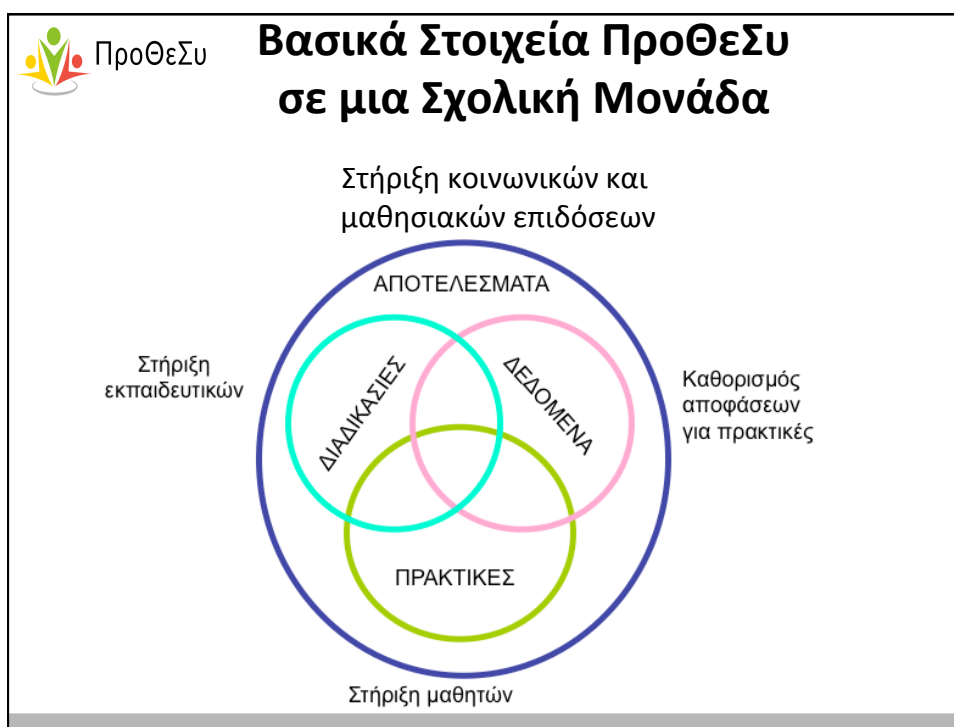 ΠροΘεΣυ
Βασικά Στοιχεία ΠροΘεΣυ
σε μια Σχολική Μονάδα
Στήριξη κοινωνικών και
μαθησιακών επιδόσεων
ΑΠΟΤΕΛΕΣΜΑΤΑ
Στήριξη
εκπαιδευτικών
ΔΙΑΔΙΚΑΣΙΕΣ
ΔΕΔΟΜΕΝΑ
Καθορισμός
αποφάσεων
για πρακτικές
ΠΡΑΚΤΙΚΕΣ
Στήριξη μαθητών